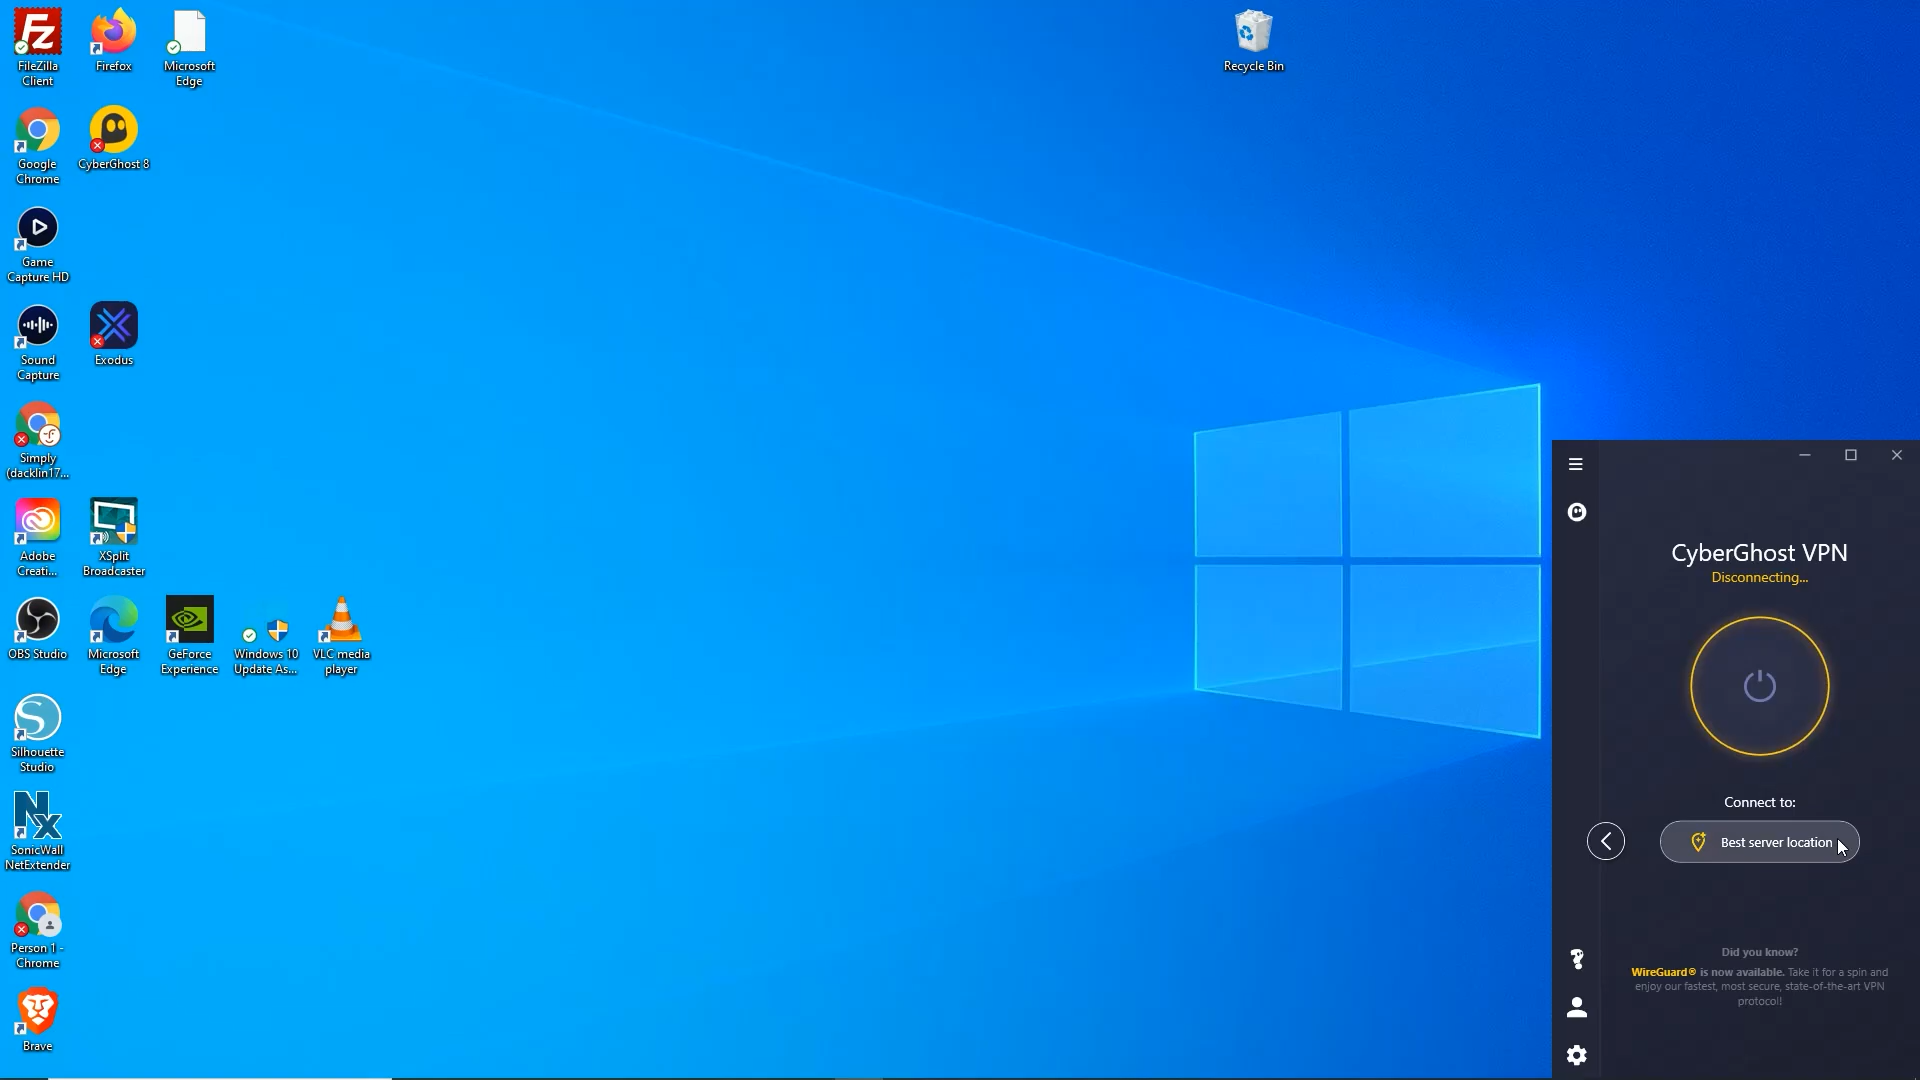 FileZilla
Client
Firefox
Microsoft
Edge
Recycle Bin
Google
Chrome
CyberGhost 8
Game
Capture HD
Sound
Capture
Exodus
Simply
(dacklin17...
Adobe
Creati...
XSplit
Broadcaster
OBS Studio
Microsoft
Edge
GeForce
Experience
Windows 10
Update As...
VLC media
player
Silhouette
Studio
SonicWall
NetExtender
Person 1 -
Chrome
Brave
CyberGhost VPN
Disconnecting...
Connect to:
Best server location
Did you know?
WireGuard® is now available. Take it for a spin and
enjoy our fastest, most secure, state-of-the-art VPN
protocol!